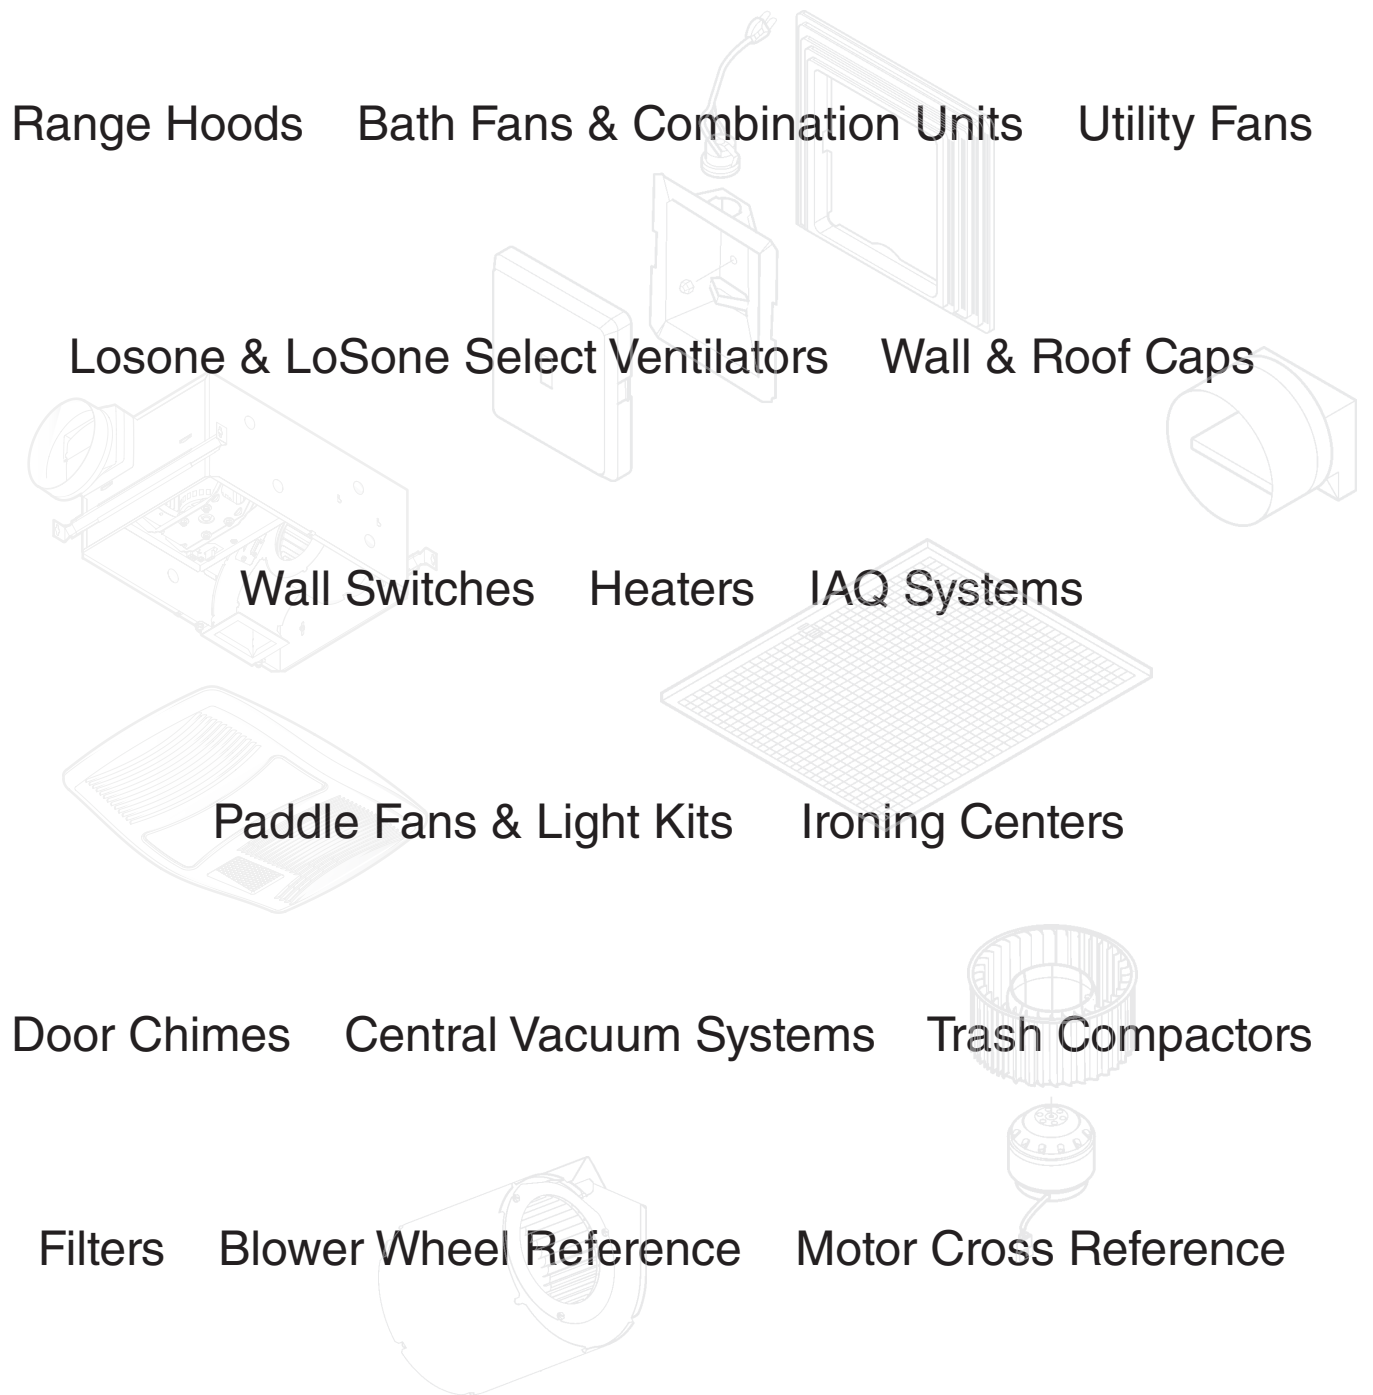 Range Hoods Bath Fans & Combination Units Utility Fans
Losone & LoSone Select Ventilators Wall & Roof Caps
Wall Switches Heaters IAQ Systems
Paddle Fans & Light Kits Ironing Centers
Door Chimes Central Vacuum Systems Trash Compactors
Filters Blower Wheel Reference Motor Cross Reference